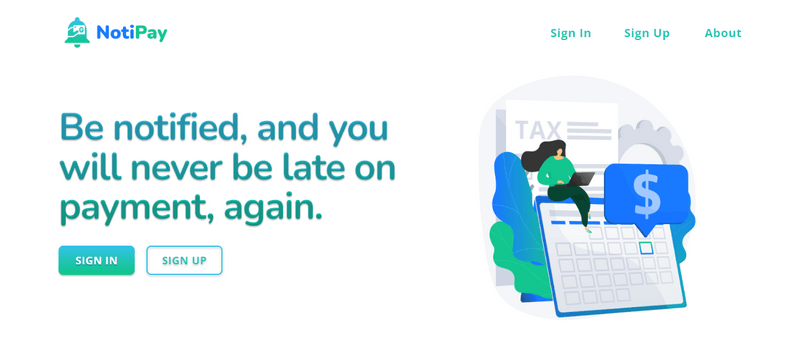 NotiPay
Sign In
Sign Up
About
Be notified, and you
will never be late on
payment, again.
SIGN IN
SIGN UP
TAX
$